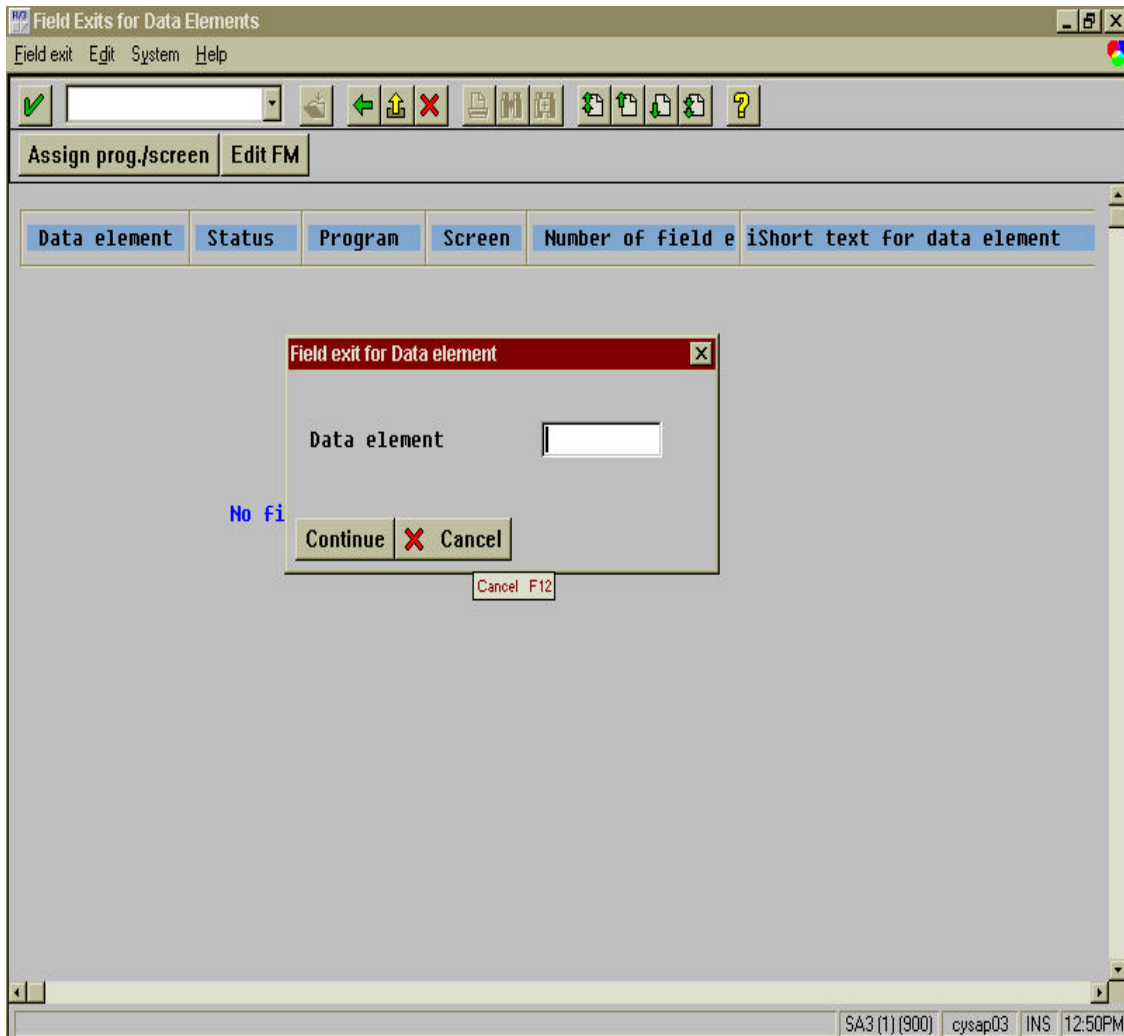 R/3 Field Exits for Data Elements
Field exit Edit System Help
Assign prog./screen Edit FM
Data element Status Program Screen Number of field e iShort text for data element
Field exit for Data element
Data element
No fi
Continue Cancel
Cancel F12
SA3 (1) (900) cysap03 INS 12:50PM